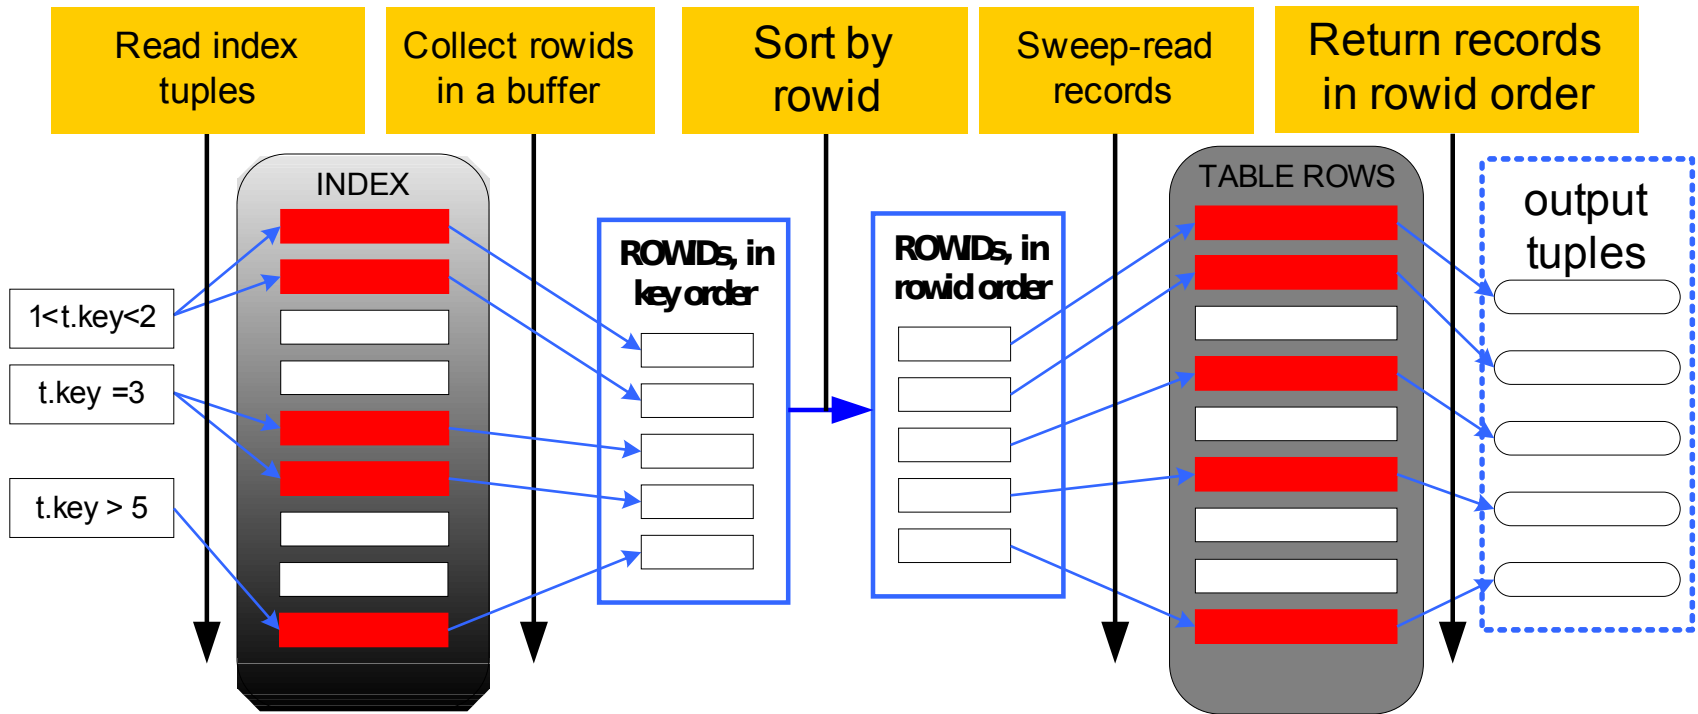 Read index
tuples
Collect rowids
in a buffer
Sort by
rowid
Sweep-read
records
Return records
in rowid order
INDEX
1<t.key<2
t.key =3
t.key > 5
ROWIDs, in
key order
ROWIDs, in
rowid order
TABLE ROWS
output
tuples